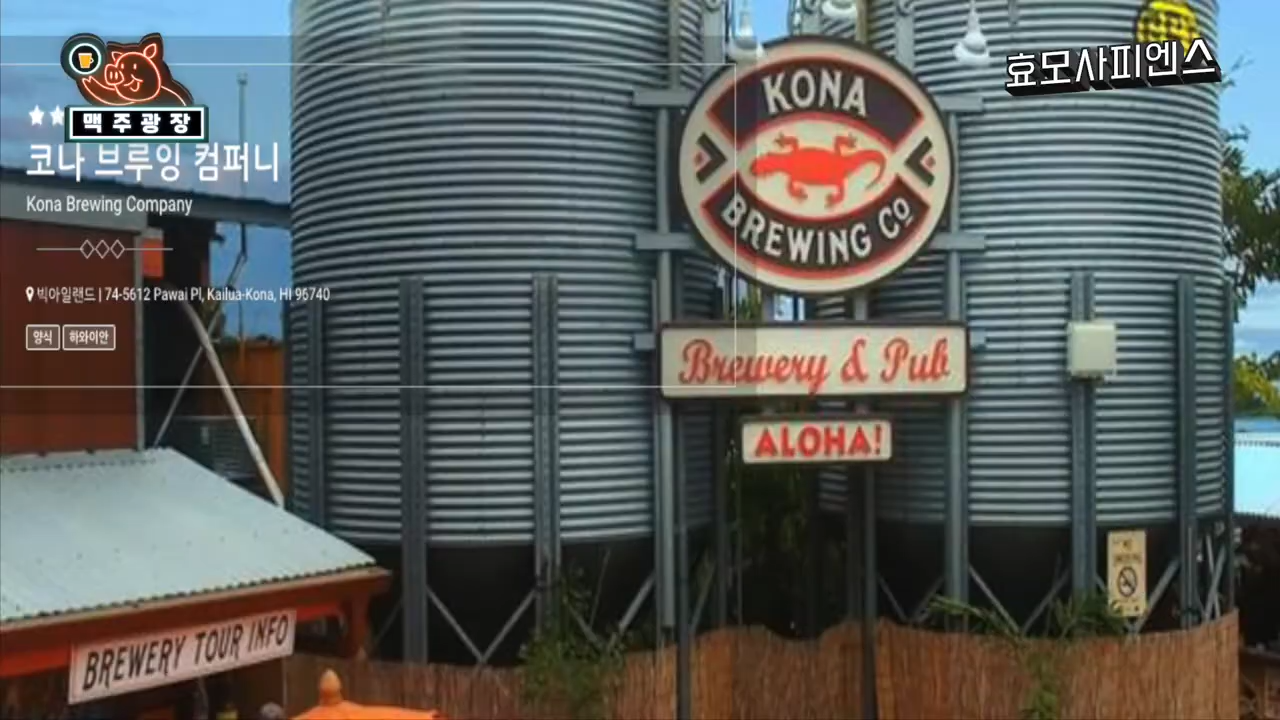 맥주광장
효모사피엔스
코나 브루잉 컴퍼니
Kona Brewing Company
빅아일랜드 | 74-5612 Pawai Pl, Kailua-Kona, HI 96740
양식 하와이안
KONA
BREWING CO
Brewery & Pub
ALOHA!
NO
SMOKING
BREWERY TOUR INFO